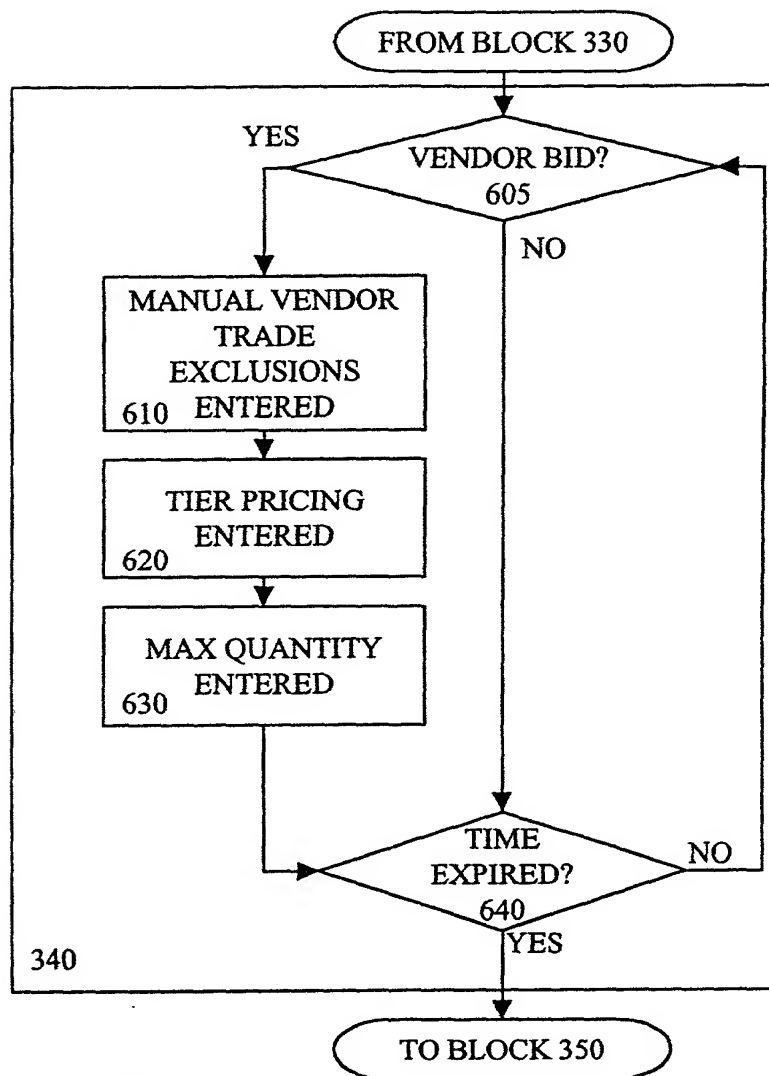 FROM BLOCK 330
YES
VENDOR BID?
605
NO
MANUAL VENDOR
TRADE
EXCLUSIONS
ENTERED
610
TIER PRICING
ENTERED
620
MAX QUANTITY
ENTERED
630
TIME
EXPIRED?
640
NO
YES
340
TO BLOCK 350